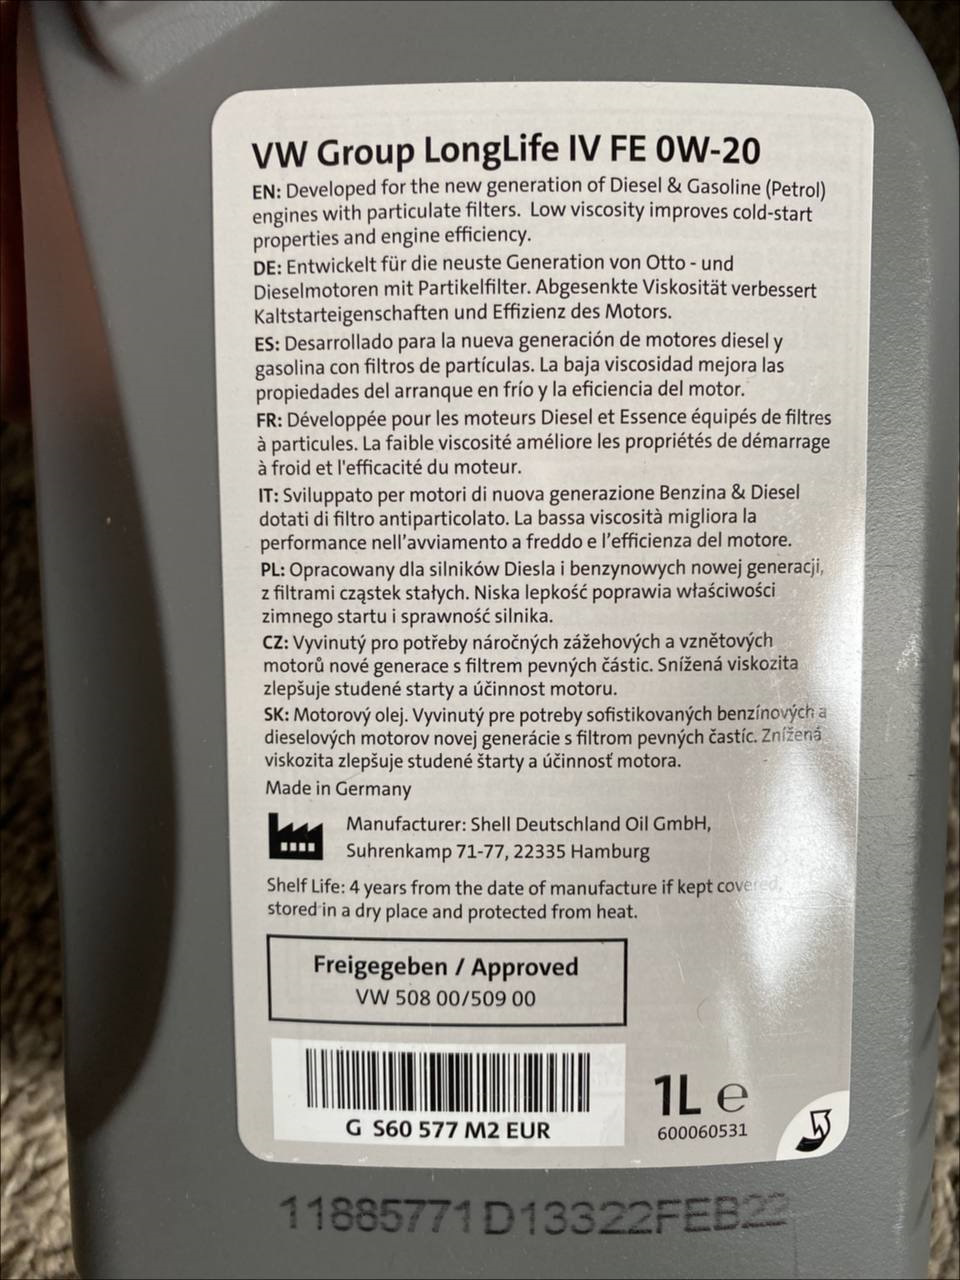 VW Group LongLife IV FE 0W-20
EN: Developed for the new generation of Diesel & Gasoline (Petrol)
engines with particulate filters. Low viscosity improves cold-start
properties and engine efficiency.
DE: Entwickelt für die neuste Generation von Otto - und
Dieselmotoren mit Partikelfilter. Abgesenkte Viskosität verbessert
Kaltstarteigenschaften und Effizienz des Motors.
ES: Desarrollado para la nueva generación de motores diesel y
gasolina con filtros de partículas. La baja viscosidad mejora las
propiedades del arranque en frío y la eficiencia del motor.
FR: Développée pour les moteurs Diesel et Essence équipés de filtres
à particules. La faible viscosité améliore les propriétés de démarrage
à froid et l'efficacité du moteur.
IT: Sviluppato per motori di nuova generazione Benzina & Diesel
dotati di filtro antiparticolato. La bassa viscosità migliora la
performance nell'avviamento a freddo e l'efficienza del motore.
PL: Opracowany dla silników Diesla i benzynowych nowej generacji,
z filtrami cząstek stałych. Niska lepkość poprawia właściwości
zimnego startu i sprawność silnika.
CZ: Vyvinutý pro potřeby náročných zážehových a vznětových
motorů nové generace s filtrem pevných částic. Snížená viskozita
zlepšuje studené starty a účinnost motoru.
SK: Motorový olej. Vyvinutý pre potreby sofistikovaných benzínových a
dieselových motorov novej generácie s filtrom pevných častíc. Znížená
viskozita zlepšuje studené štarty a účinnosť motora.
Made in Germany
Manufacturer: Shell Deutschland Oil GmbH,
Suhrenkamp 71-77, 22335 Hamburg
Shelf Life: 4 years from the date of manufacture if kept covered,
stored in a dry place and protected from heat.
Freigegeben / Approved
VW 508 00/509 00
G S60 577 M2 EUR
1L e
600060531
11885771D13322FEB22